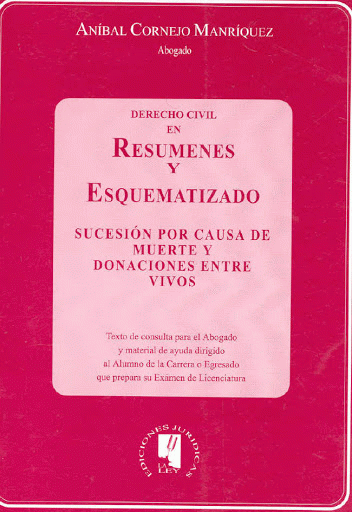 ANÍBAL CORNEJO MANRÍQUEZ
Abogado
DERECHO CIVIL
EN
RESUMENES
Y
ESQUEMATIZADO
SUCESIÓN POR CAUSA DE
MUERTE Y
DONACIONES ENTRE
VIVOS
Texto de consulta para el Abogado
y material de ayuda dirigido
al Alumno de la Carrera o Egresado
que prepara su Exámen de Licenciatura
EDICIONES JURIDICAS
LA
LEY